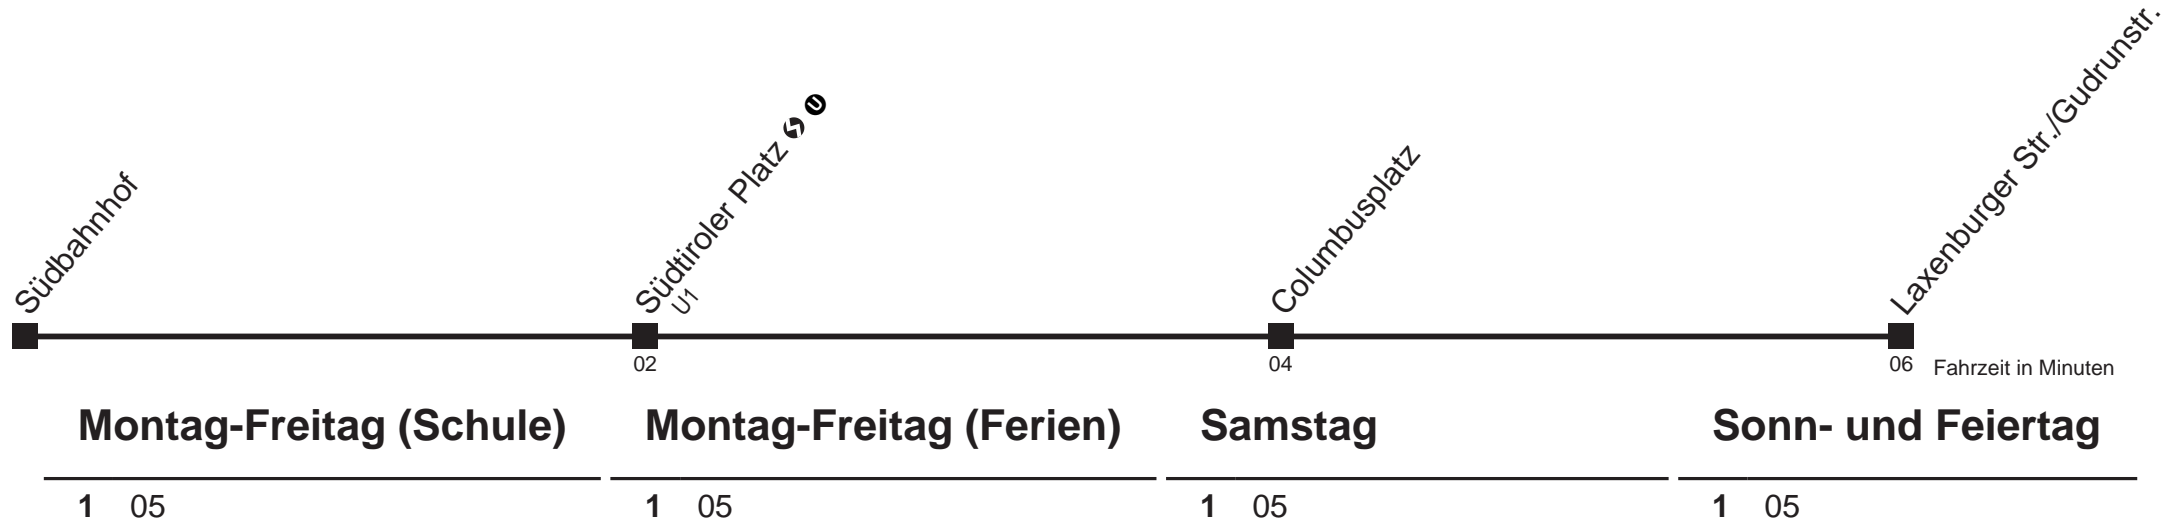 Südbahnhof
Südtiroler Platz
U1
Columbusplatz
Laxenburger Str./Gudrunstr.
02 04 06 Fahrzeit in Minuten
Montag-Freitag (Schule) Montag-Freitag (Ferien) Samstag Sonn- und Feiertag
1 05 1 05 1 05 1 05